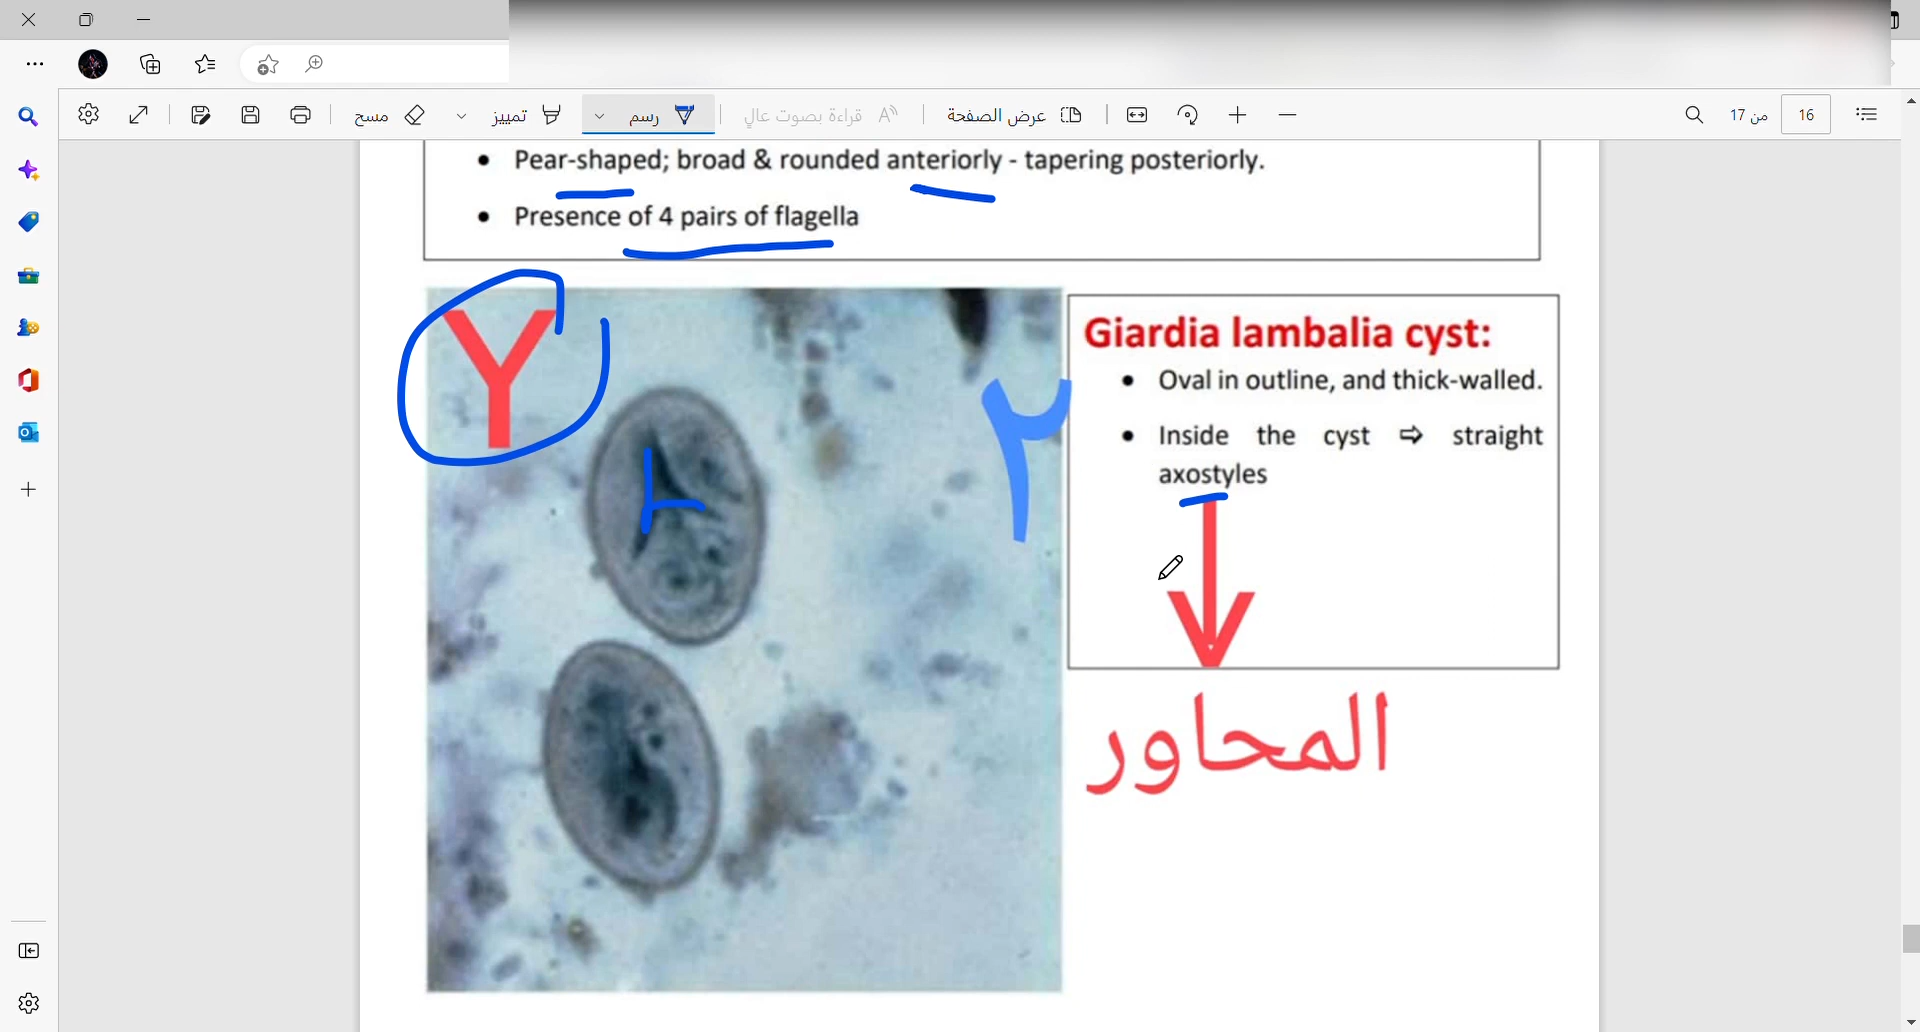 مسح
تمييز
رسم
قراءة بصوت عالٍ
عرض الصفحة
من 17
16
• Pear-shaped; broad & rounded anteriorly - tapering posteriorly.
• Presence of 4 pairs of flagella
Y
٢
Giardia lambalia cyst:
• Oval in outline, and thick-walled.
• Inside the cyst ⇨ straight
axostyles
المحاور